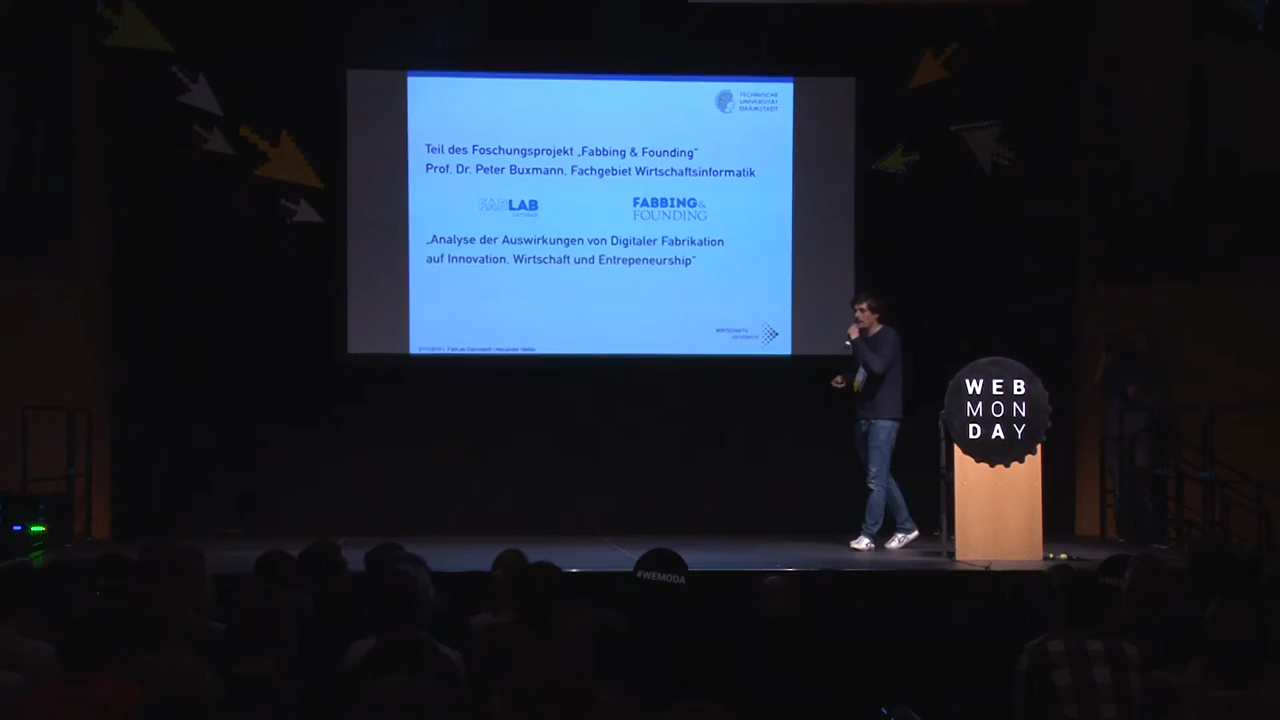 TECHNISCHE
UNIVERSITÄT
DARMSTADT
Teil des Foschungsprojekt „Fabbing & Founding"
Prof. Dr. Peter Buxmann, Fachgebiet Wirtschaftsinformatik
FABLAB
FABBING &
FOUNDING
„Analyse der Auswirkungen von Digitaler Fabrikation
auf Innovation, Wirtschaft und Entrepeneurship"
WEB
MON
DAY
#WEMODA